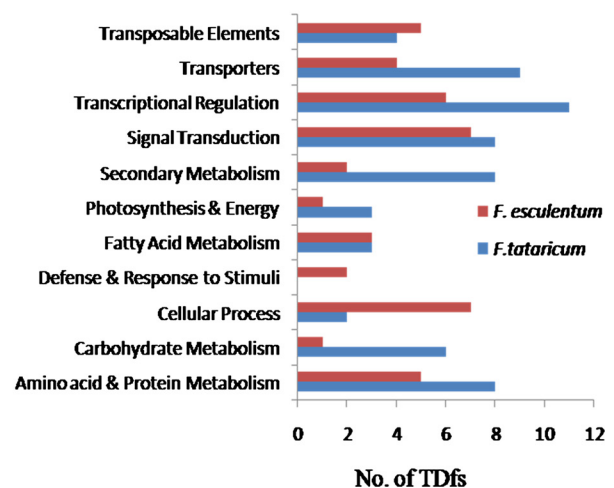 Transposable Elements
Transporters
Transcriptional Regulation
Signal Transduction
Secondary Metabolism
Photosynthesis & Energy
Fatty Acid Metabolism
Defense & Response to Stimuli
Cellular Process
Carbohydrate Metabolism
Amino acid & Protein Metabolism
F. esculentum
F.tataricum
0 2 4 6 8 10 12
No. of TDfs